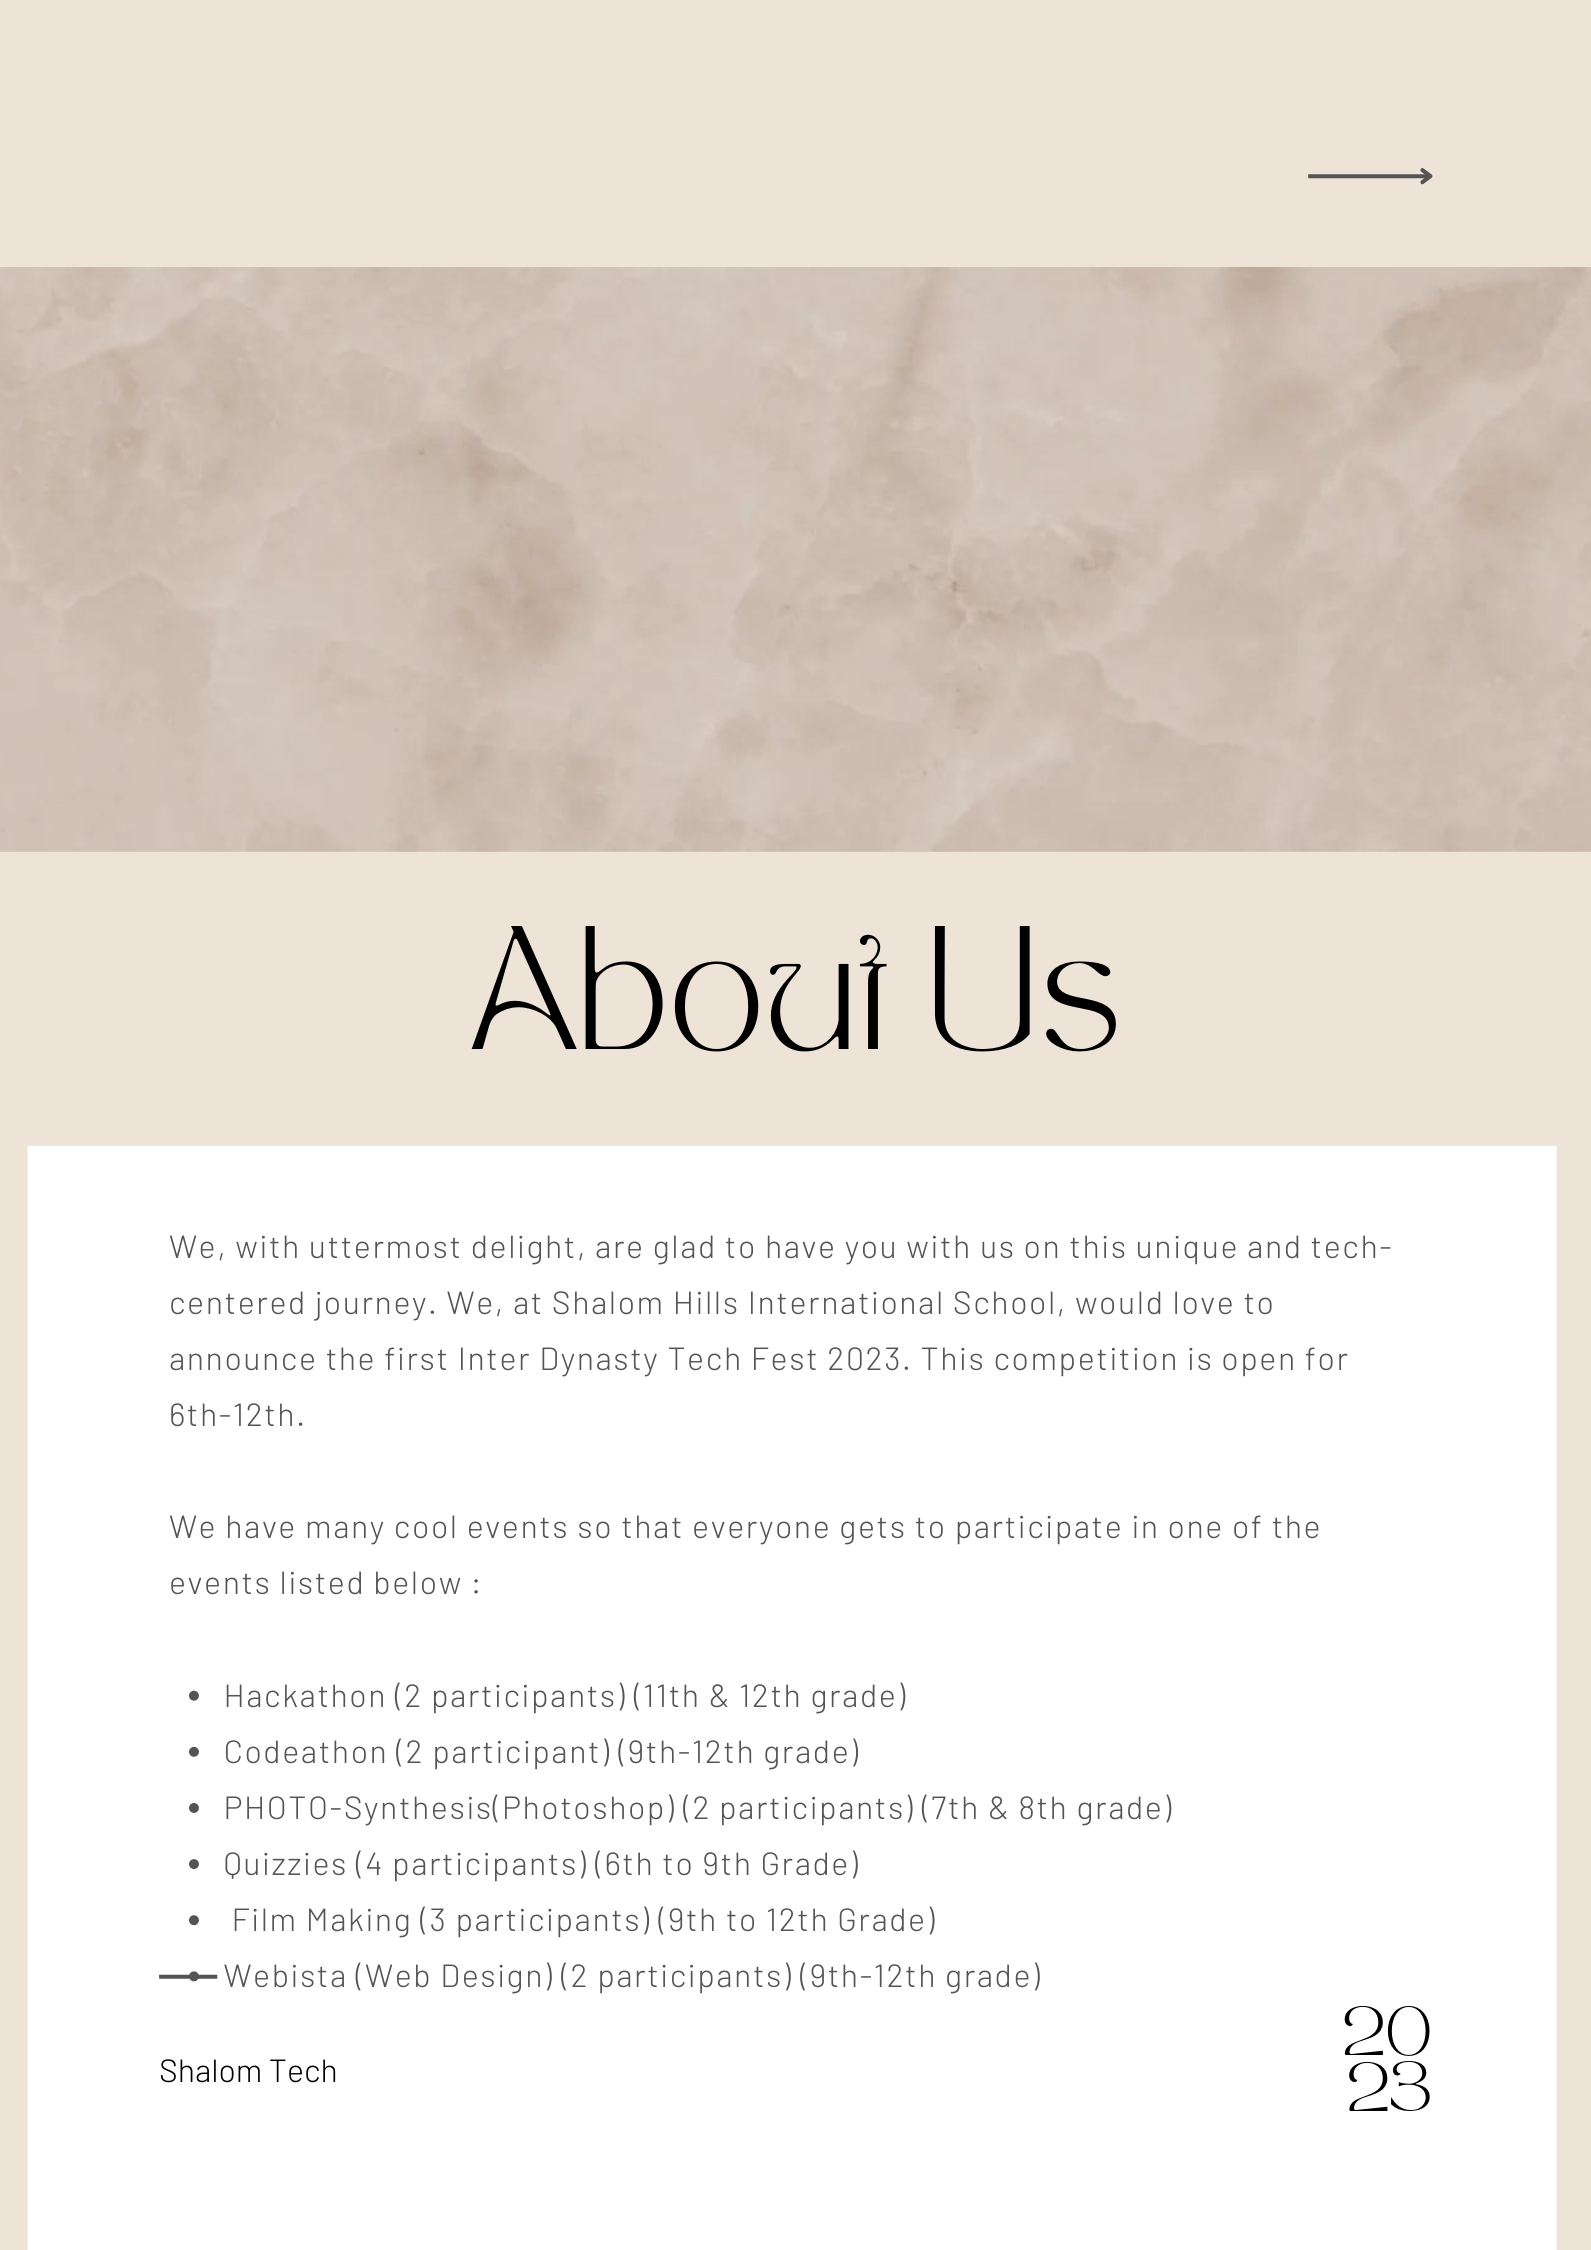 About Us
We, with uttermost delight, are glad to have you with us on this unique and tech-
centered journey. We, at Shalom Hills International School, would love to
announce the first Inter Dynasty Tech Fest 2023. This competition is open for
6th-12th.
We have many cool events so that everyone gets to participate in one of the
events listed below :
• Hackathon (2 participants) (11th & 12th grade)
• Codeathon (2 participant) (9th-12th grade)
• PHOTO-Synthesis(Photoshop) (2 participants) (7th & 8th grade)
• Quizzies (4 participants) (6th to 9th Grade)
• Film Making (3 participants) (9th to 12th Grade)
• Webista (Web Design) (2 participants) (9th-12th grade)
Shalom Tech
20
23